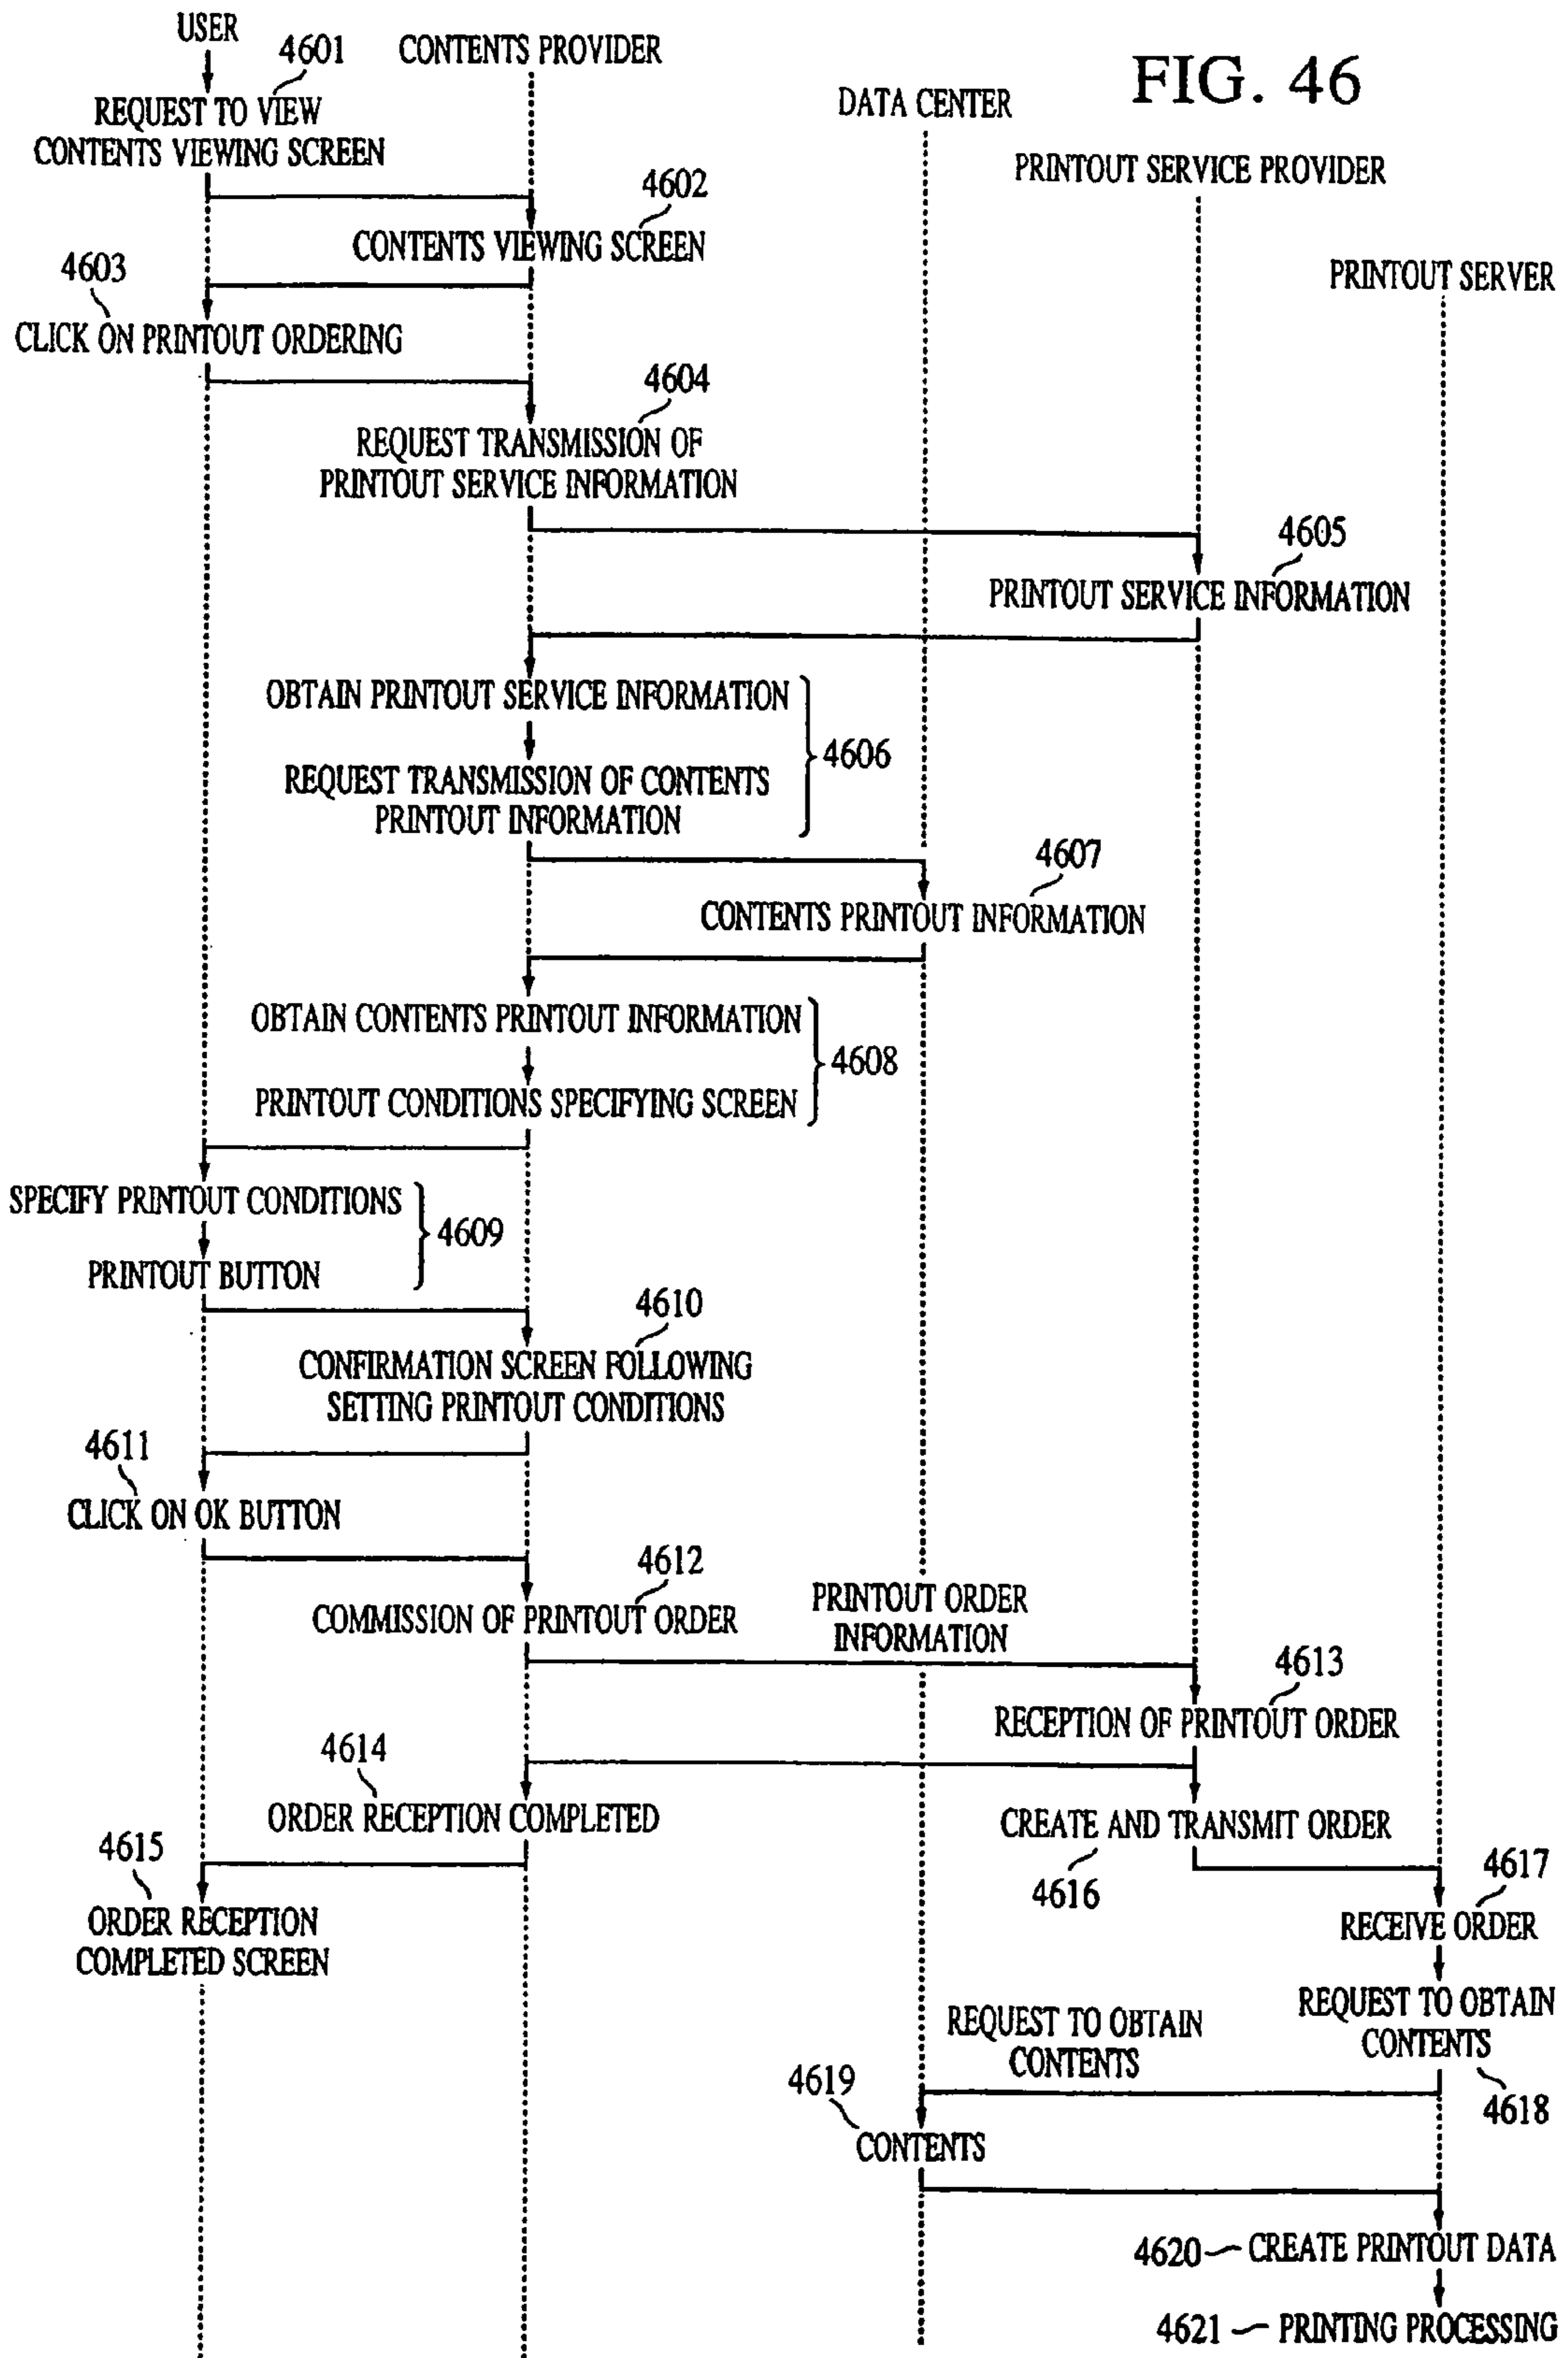 USER
CONTENTS PROVIDER
FIG. 46
DATA CENTER
PRINTOUT SERVICE PROVIDER
PRINTOUT SERVER
4601
REQUEST TO VIEW
CONTENTS VIEWING SCREEN
4602
CONTENTS VIEWING SCREEN
4603
CLICK ON PRINTOUT ORDERING
4604
REQUEST TRANSMISSION OF
PRINTOUT SERVICE INFORMATION
4605
PRINTOUT SERVICE INFORMATION
OBTAIN PRINTOUT SERVICE INFORMATION
4606
REQUEST TRANSMISSION OF CONTENTS
PRINTOUT INFORMATION
4607
CONTENTS PRINTOUT INFORMATION
OBTAIN CONTENTS PRINTOUT INFORMATION
4608
PRINTOUT CONDITIONS SPECIFYING SCREEN
SPECIFY PRINTOUT CONDITIONS
4609
PRINTOUT BUTTON
4610
CONFIRMATION SCREEN FOLLOWING
SETTING PRINTOUT CONDITIONS
4611
CLICK ON OK BUTTON
4612
COMMISSION OF PRINTOUT ORDER
PRINTOUT ORDER
INFORMATION
4613
RECEPTION OF PRINTOUT ORDER
4614
ORDER RECEPTION COMPLETED
CREATE AND TRANSMIT ORDER
4616
4615
ORDER RECEPTION
COMPLETED SCREEN
4617
RECEIVE ORDER
REQUEST TO OBTAIN
CONTENTS
4618
REQUEST TO OBTAIN
CONTENTS
4619
CONTENTS
4620
CREATE PRINTOUT DATA
4621
PRINTING PROCESSING